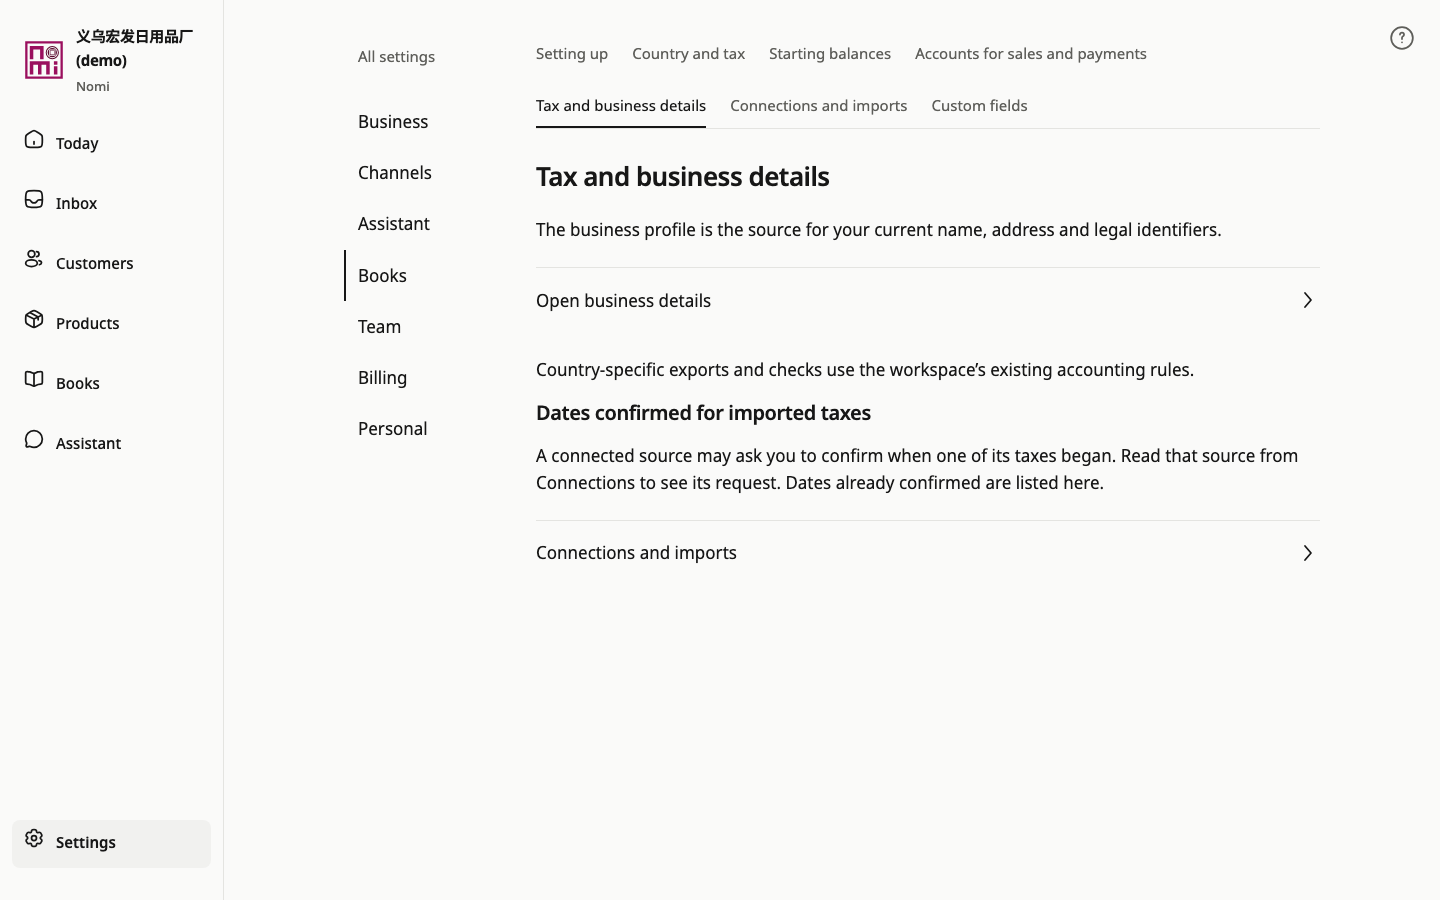 义乌宏发日用品厂
(demo)
Nomi
Today
Inbox
Customers
Products
Books
Assistant
Settings
All settings
Business
Channels
Assistant
Books
Team
Billing
Personal
Setting up
Country and tax
Starting balances
Accounts for sales and payments
Tax and business details
Connections and imports
Custom fields
Tax and business details
The business profile is the source for your current name, address and legal identifiers.
Open business details
Country-specific exports and checks use the workspace’s existing accounting rules.
Dates confirmed for imported taxes
A connected source may ask you to confirm when one of its taxes began. Read that source from
Connections to see its request. Dates already confirmed are listed here.
Connections and imports